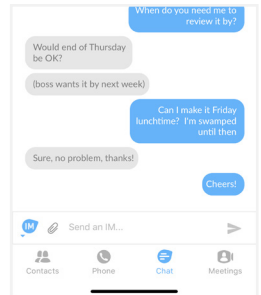 When do you need me to
review it by?
Would end of Thursday
be OK?
(boss wants it by next week)
Can I make it Friday
lunchtime? I'm swamped
until then
Sure, no problem, thanks!
Cheers!
IM
Send an IM...
Contacts
Phone
Chat
Meetings